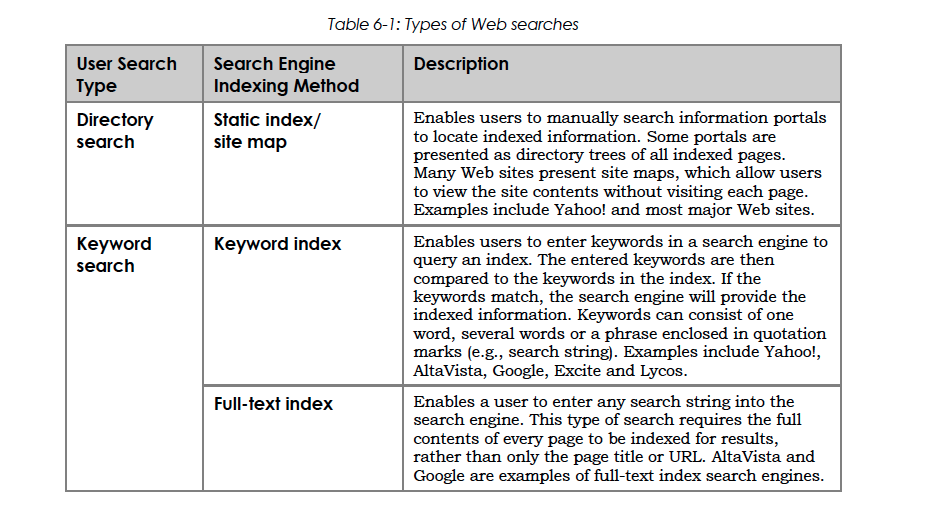 Table 6-1: Types of Web searches
User Search
Type
Search Engine
Indexing Method
Description
Directory
search
Static index/
site map
Enables users to manually search information portals
to locate indexed information. Some portals are
presented as directory trees of all indexed pages.
Many Web sites present site maps, which allow users
to view the site contents without visiting each page.
Examples include Yahoo! and most major Web sites.
Keyword
search
Keyword index
Enables users to enter keywords in a search engine to
query an index. The entered keywords are then
compared to the keywords in the index. If the
keywords match, the search engine will provide the
indexed information. Keywords can consist of one
word, several words or a phrase enclosed in quotation
marks (e.g., search string). Examples include Yahoo!,
AltaVista, Google, Excite and Lycos.
Full-text index
Enables a user to enter any search string into the
search engine. This type of search requires the full
contents of every page to be indexed for results,
rather than only the page title or URL. AltaVista and
Google are examples of full-text index search engines.